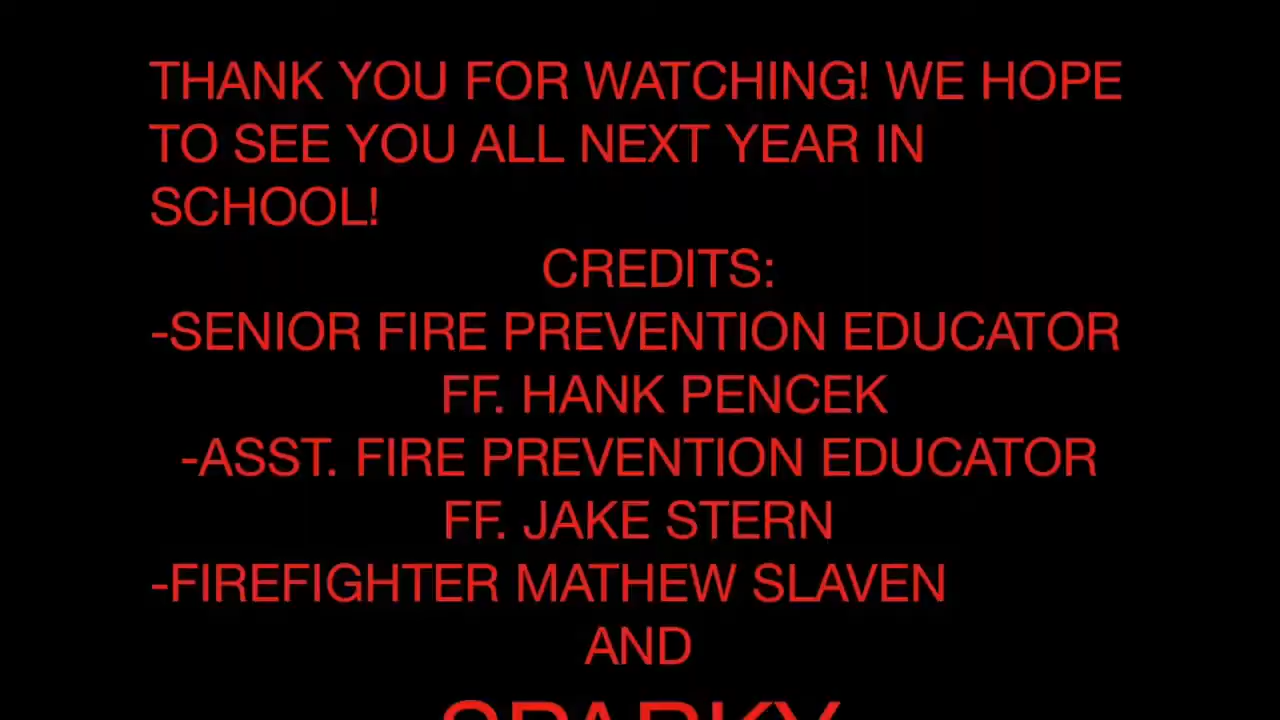 THANK YOU FOR WATCHING! WE HOPE
TO SEE YOU ALL NEXT YEAR IN
SCHOOL!
CREDITS:
-SENIOR FIRE PREVENTION EDUCATOR
FF. HANK PENCEK
-ASST. FIRE PREVENTION EDUCATOR
FF. JAKE STERN
-FIREFIGHTER MATHEW SLAVEN
AND
SPARKY